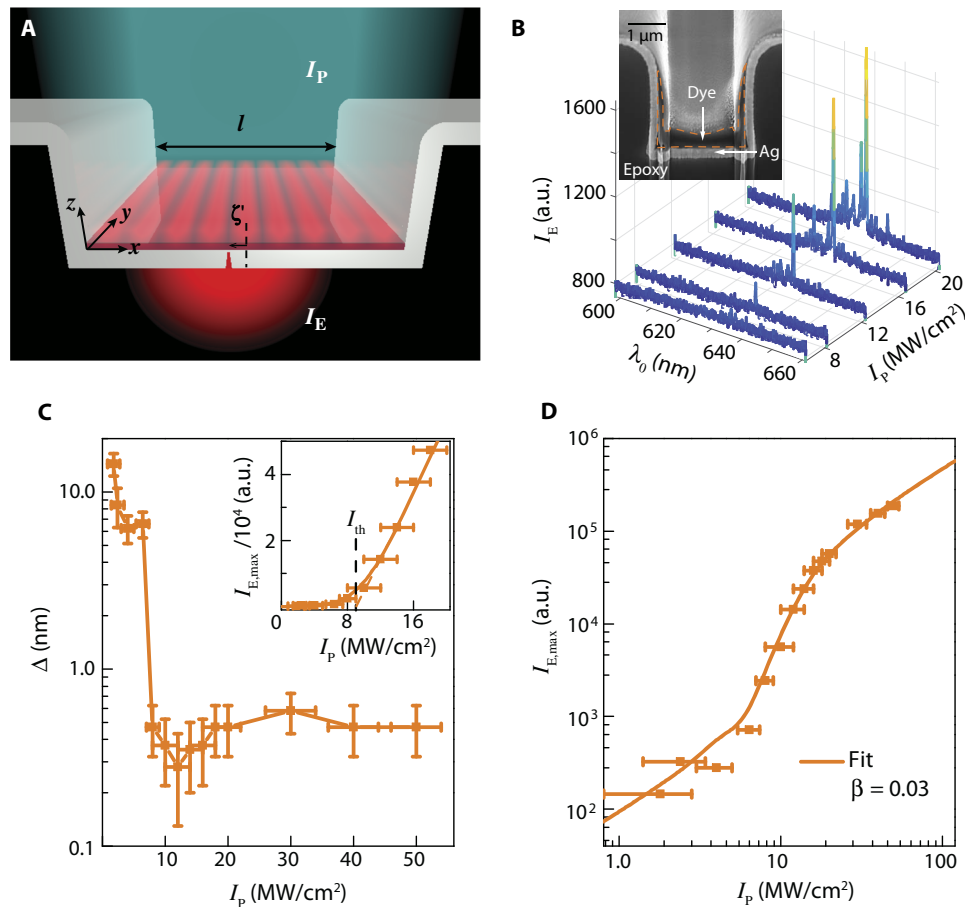 A
I_P
l
z
y
x
ζ'
I_E
B
1 μm
Dye
Ag
Epoxy
1600
1200
800
I_E (a.u.)
600
620
640
660
λ_0 (nm)
8
12
16
20
I_P (MW/cm²)
C
10.0
1.0
0.1
Δ (nm)
10 20 30 40 50
I_P (MW/cm²)
4
2
0 8 16
I_E,max /10⁴ (a.u.)
I_th
I_P (MW/cm²)
D
10⁶
10⁵
10⁴
10³
10²
I_E,max (a.u.)
Fit
β = 0.03
1.0 10 100
I_P (MW/cm²)